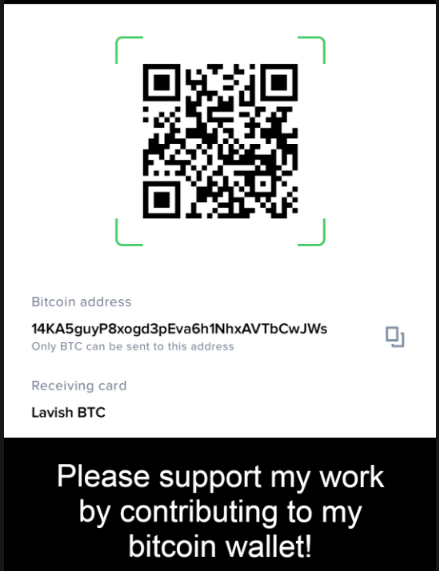 Bitcoin address
14KA5guyP8xogd3pEva6h1NhxAVTbCwJWs
Only BTC can be sent to this address
Receiving card
Lavish BTC
Please support my work
by contributing to my
bitcoin wallet!